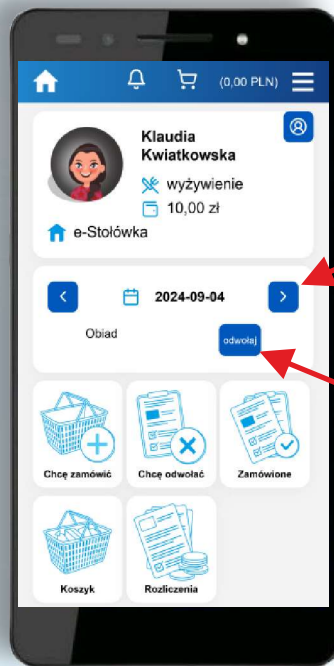 (0,00 PLN)
Klaudia
Kwiatkowska
wyżywienie
10,00 zł
e-Stołówka
2024-09-04
Obiad
odwołaj
Chcę zamówić
Chcę odwołać
Zamówione
Koszyk
Rozliczenia